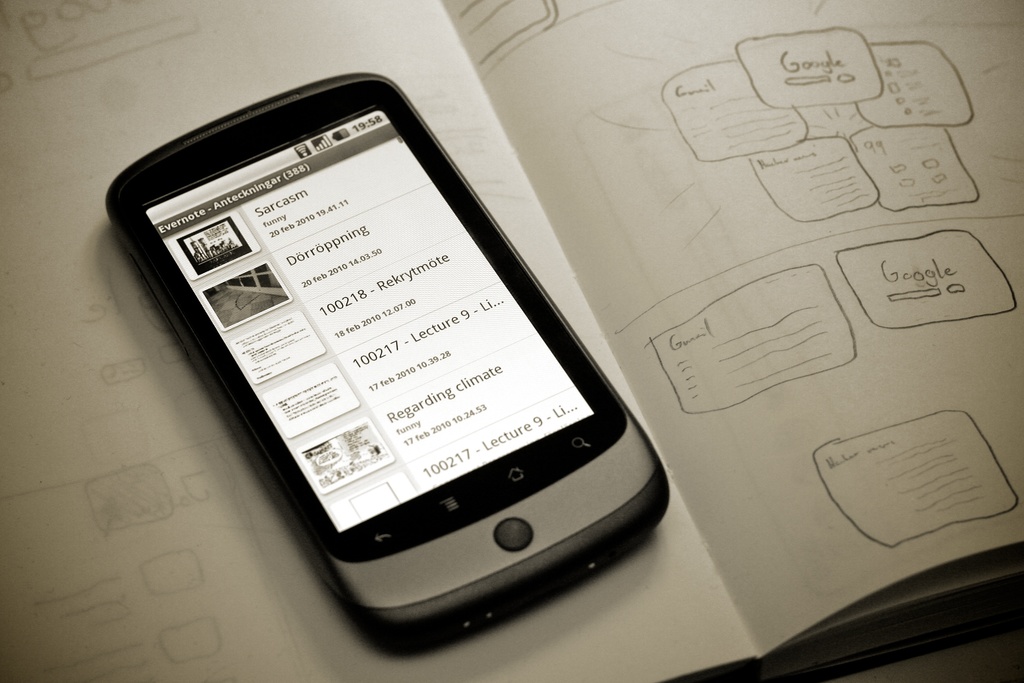 19:58
Evernote - Anteckningar (388)
Sarcasm
funny
20 feb 2010 19.41.11
Dörröppning
20 feb 2010 14.03.50
100218 - Rekrytmöte
18 feb 2010 12.07.00
100217 - Lecture 9 - Li...
17 feb 2010 10.39.28
Regarding climate
funny
17 feb 2010 10.24.53
100217 - Lecture 9 - Li...
Google
Gmail
99
Google
Gmail